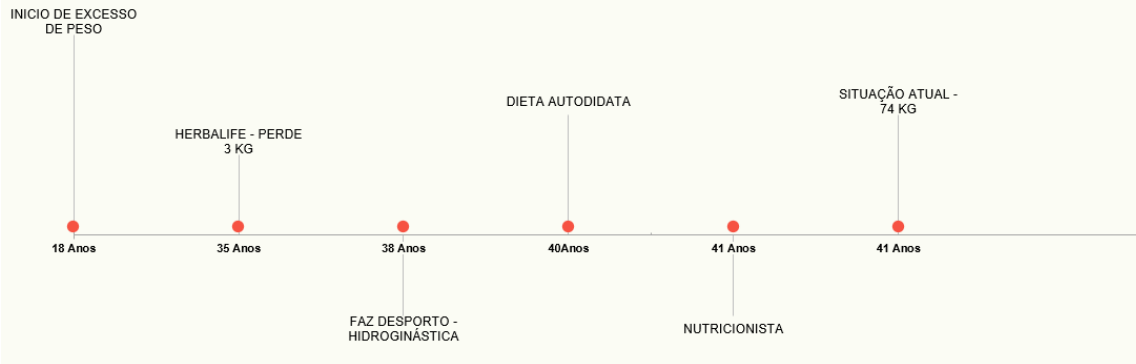 INICIO DE EXCESSO
DE PESO
HERBALIFE - PERDE
3 KG
DIETA AUTODIDATA
SITUAÇÃO ATUAL -
74 KG
18 Anos
35 Anos
38 Anos
40Anos
41 Anos
41 Anos
FAZ DESPORTO -
HIDROGINÁSTICA
NUTRICIONISTA